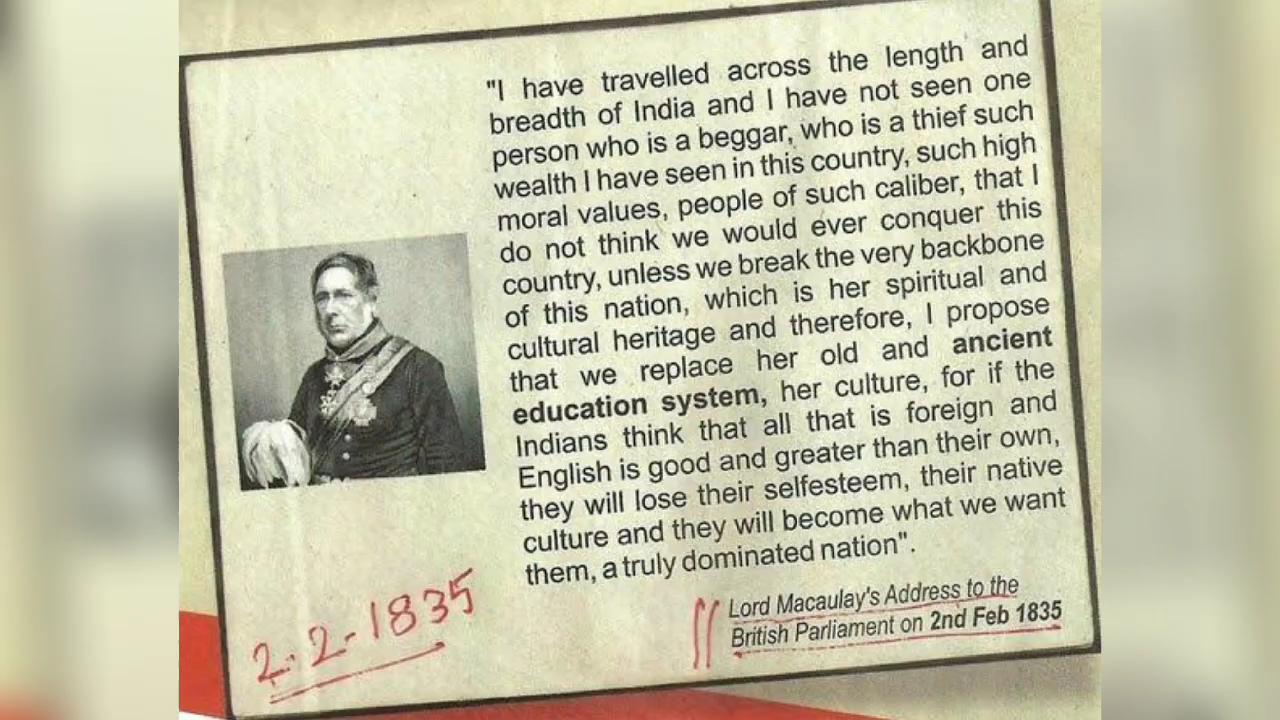 "I have travelled across the length and
breadth of India and I have not seen one
person who is a beggar, who is a thief such
wealth I have seen in this country, such high
moral values, people of such caliber, that I
do not think we would ever conquer this
country, unless we break the very backbone
of this nation, which is her spiritual and
cultural heritage and therefore, I propose
that we replace her old and ancient
education system, her culture, for if the
Indians think that all that is foreign and
English is good and greater than their own,
they will lose their selfesteem, their native
culture and they will become what we want
them, a truly dominated nation".
Lord Macaulay's Address to the
British Parliament on 2nd Feb 1835
2-2-1835